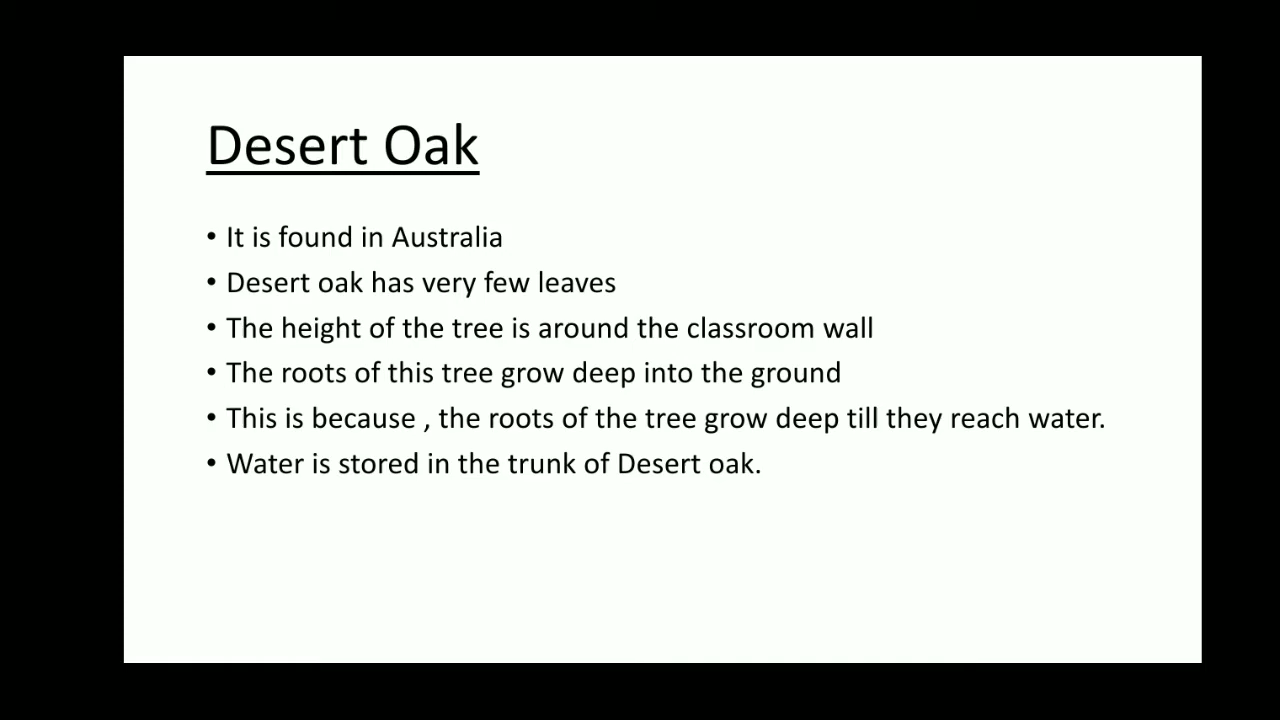 Desert Oak
• It is found in Australia
• Desert oak has very few leaves
• The height of the tree is around the classroom wall
• The roots of this tree grow deep into the ground
• This is because , the roots of the tree grow deep till they reach water.
• Water is stored in the trunk of Desert oak.